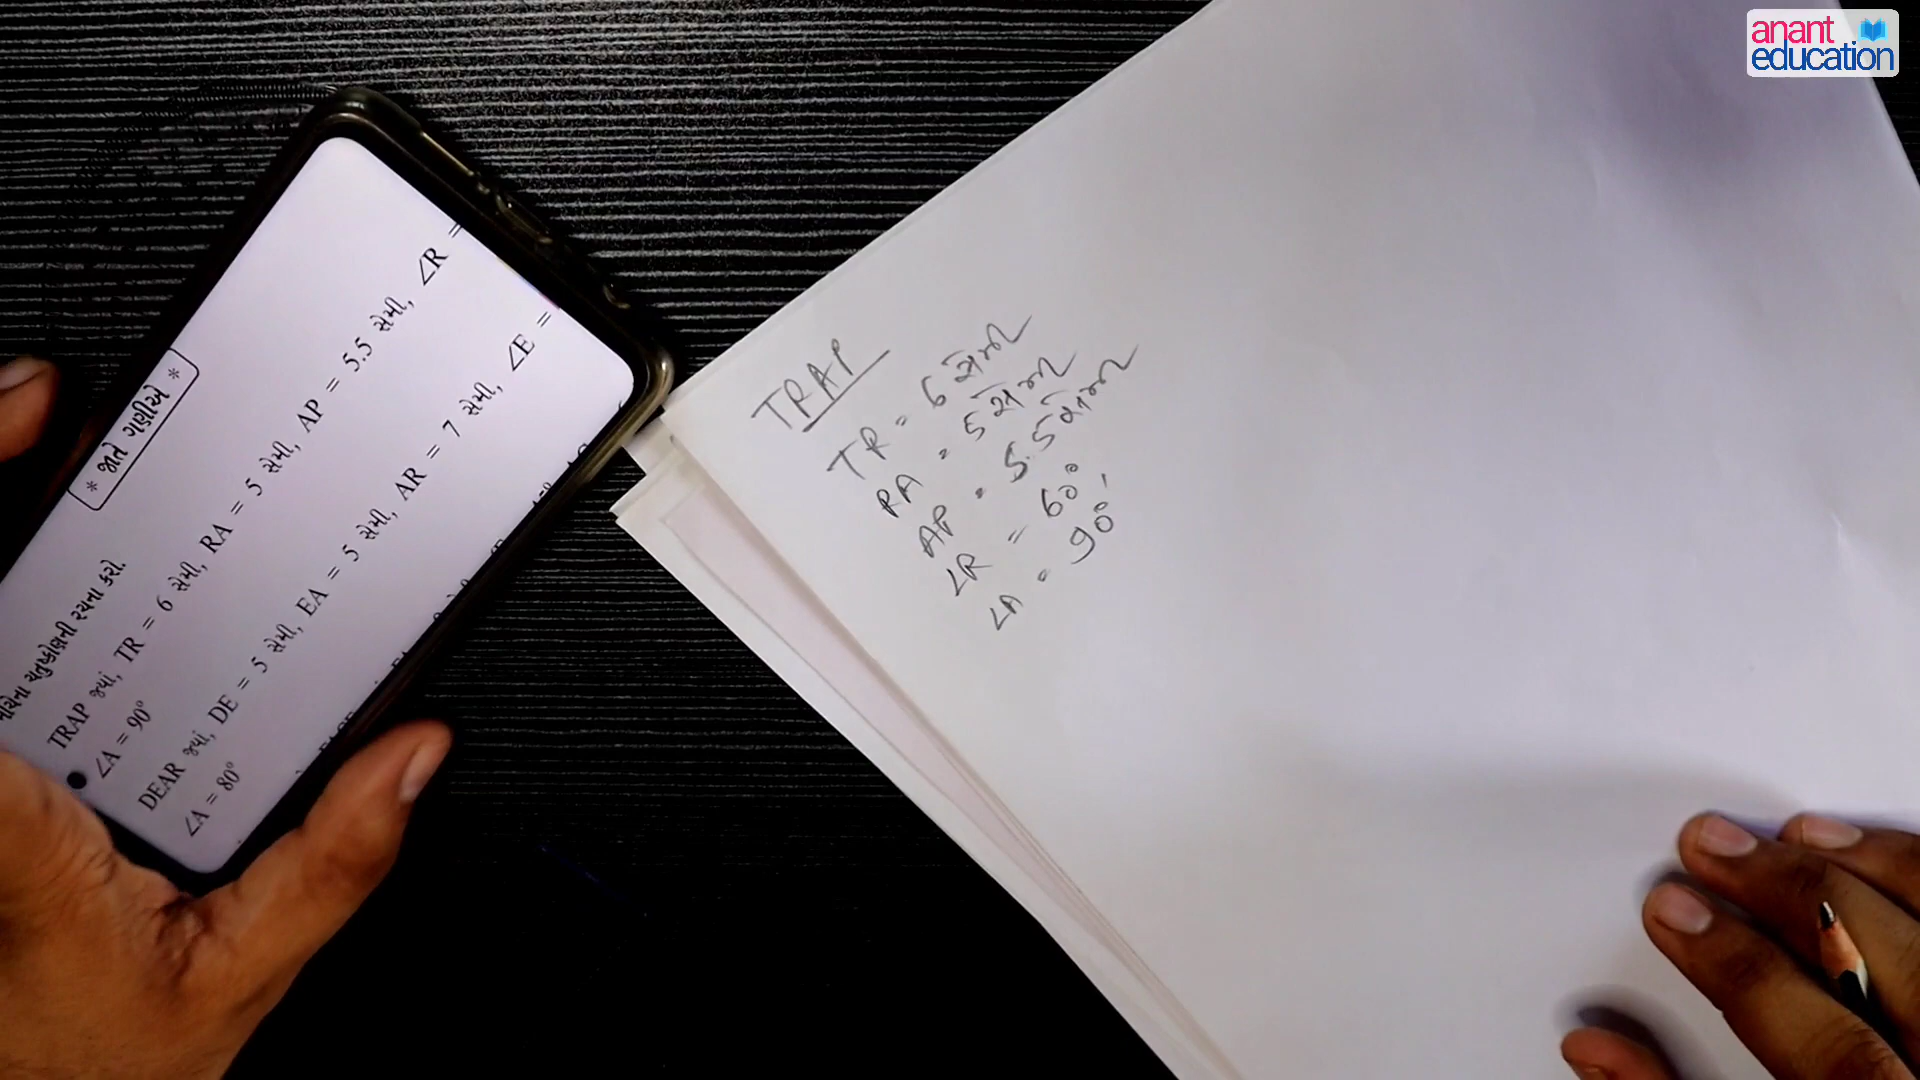 anant
education
* જાતે ગણીએ *
ચતુષ્કોણની રચના કરો.
TRAP જ્યાં, TR = 6 સેમી, RA = 5 સેમી, AP = 5.5 સેમી, ∠R =
∠A = 90°
DEAR જ્યાં, DE = 5 સેમી, EA = 5 સેમી, AR = 7 સેમી, ∠E =
∠A = 80°
TRAP
TR = 6 સેમી
RA = 5 સેમી
AP = 5.5 સેમી
∠R = 60°
∠A = 90°